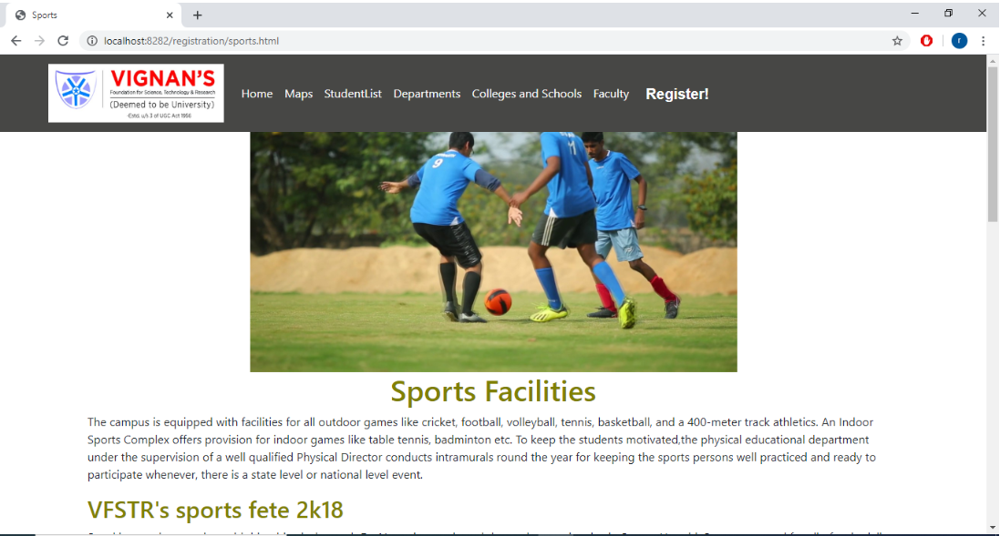 Sports
localhost:8282/registration/sports.html
r
VIGNAN'S
Foundation for Science, Technology & Research
(Deemed to be University)
-Estd. u/s 3 of UGC Act 1956
Home Maps StudentList Departments Colleges and Schools Faculty Register!
9
1
Sports Facilities
The campus is equipped with facilities for all outdoor games like cricket, football, volleyball, tennis, basketball, and a 400-meter track athletics. An Indoor
Sports Complex offers provision for indoor games like table tennis, badminton etc. To keep the students motivated,the physical educational department
under the supervision of a well qualified Physical Director conducts intramurals round the year for keeping the sports persons well practiced and ready to
participate whenever, there is a state level or national level event.
VFSTR's sports fete 2k18